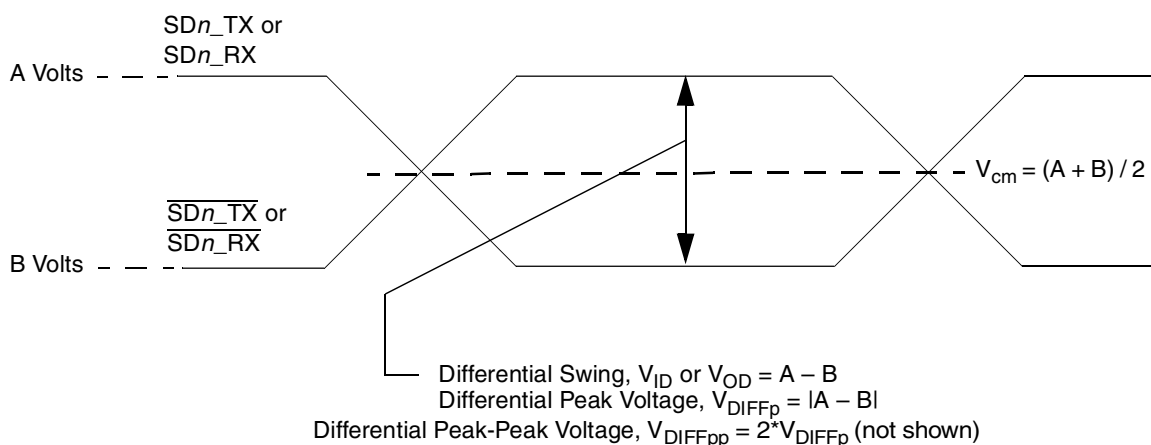 SDn_TX or
SDn_RX
A Volts
Vcm = (A + B) / 2
SDn_TX or
SDn_RX
B Volts
Differential Swing, VID or VOD = A – B
Differential Peak Voltage, VDIFFp = |A – B|
Differential Peak-Peak Voltage, VDIFFpp = 2*VDIFFp (not shown)